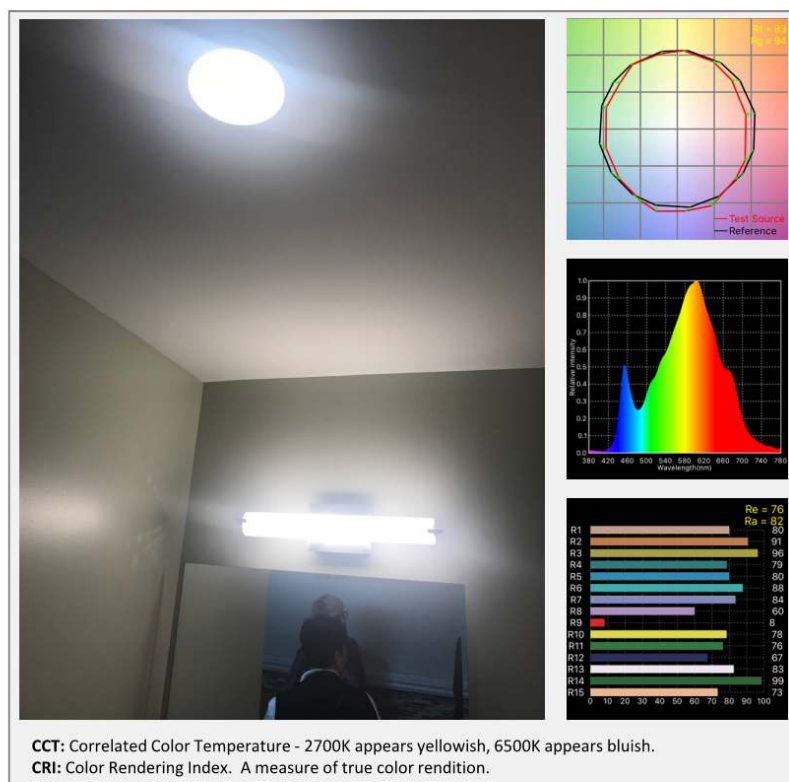 Rf = 83
Rg = 94
Test Source
Reference
1.0
0.9
0.8
0.7
0.6
0.5
0.4
0.3
0.2
0.1
0.0
Relative intensity
380 420 460 500 540 580 620 660 700 740 780
Wavelength(nm)
Re = 76
Ra = 82
R1 80
R2 91
R3 96
R4 79
R5 80
R6 88
R7 84
R8 60
R9 8
R10 78
R11 76
R12 67
R13 83
R14 99
R15 73
0 10 20 30 40 50 60 70 80 90 100
CCT: Correlated Color Temperature - 2700K appears yellowish, 6500K appears bluish.
CRI: Color Rendering Index. A measure of true color rendition.